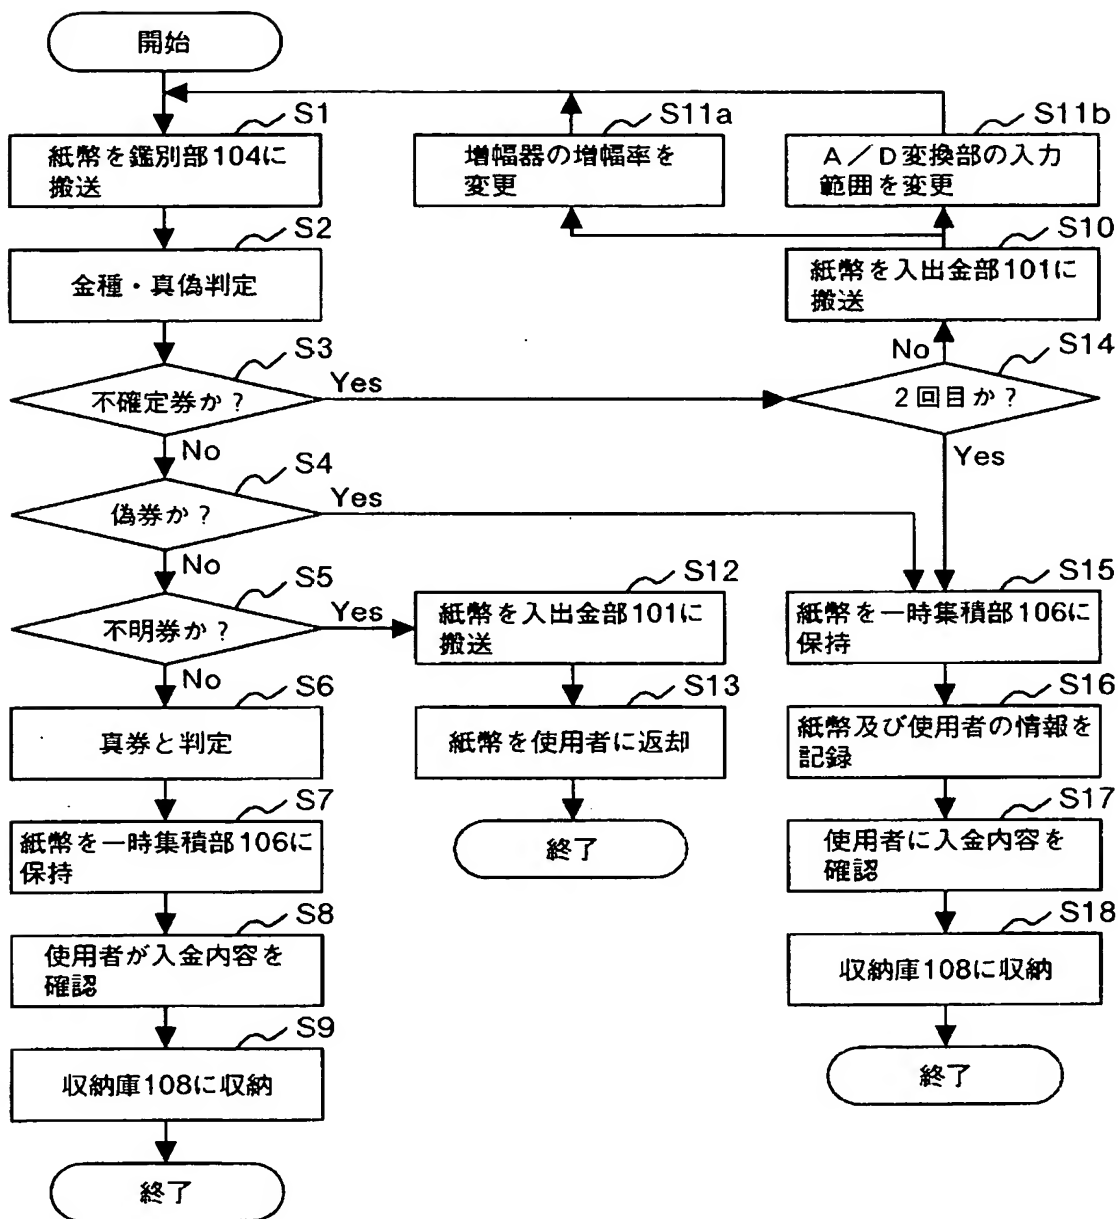 開始
S1
紙幣を鑑別部104に
搬送
S2
金種・真偽判定
S3
不確定券か?
Yes
No
S4
偽券か?
Yes
No
S5
不明券か?
Yes
No
S6
真券と判定
S7
紙幣を一時集積部106に
保持
S8
使用者が入金内容を
確認
S9
収納庫108に収納
終了
S11a
増幅器の増幅率を
変更
S11b
A/D変換部の入力
範囲を変更
S10
紙幣を入出金部101に
搬送
No
S14
2回目か?
Yes
S12
紙幣を入出金部101に
搬送
S13
紙幣を使用者に返却
終了
S15
紙幣を一時集積部106に
保持
S16
紙幣及び使用者の情報を
記録
S17
使用者に入金内容を
確認
S18
収納庫108に収納
終了